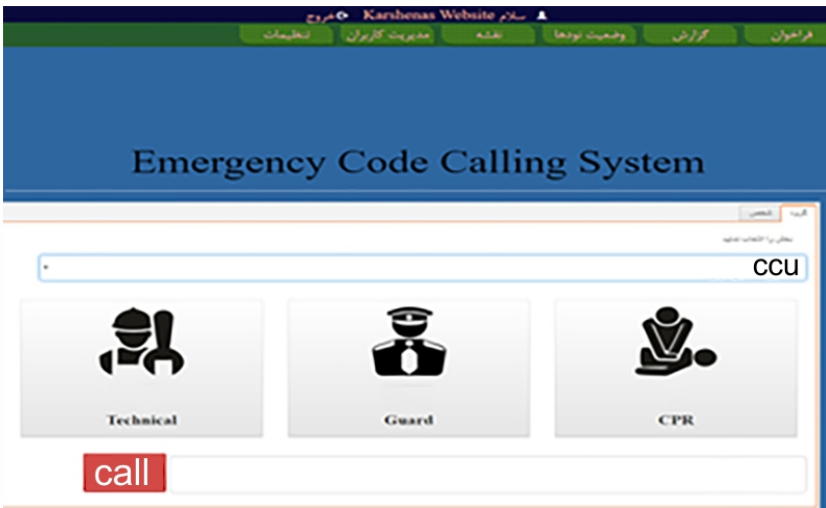 سلام Karshenas Website خروج
فراخوان گزارش وضعیت نودها نقشه مدیریت کاربران تنظیمات
Emergency Code Calling System
گروه شخص
بخش را انتخاب نمایید
CCU
Technical Guard CPR
call